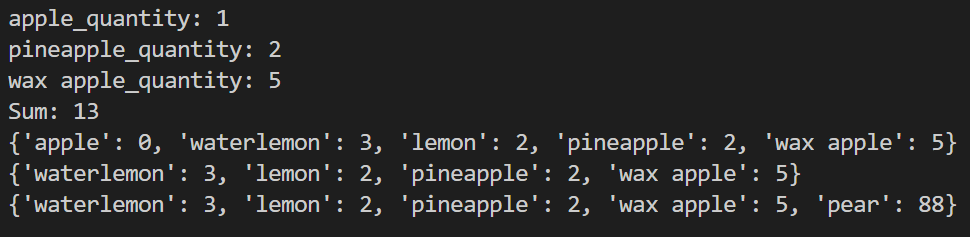 apple_quantity: 1
pineapple_quantity: 2
wax apple_quantity: 5
Sum: 13
{'apple': 0, 'waterlemon': 3, 'lemon': 2, 'pineapple': 2, 'wax apple': 5}
{'waterlemon': 3, 'lemon': 2, 'pineapple': 2, 'wax apple': 5}
{'waterlemon': 3, 'lemon': 2, 'pineapple': 2, 'wax apple': 5, 'pear': 88}